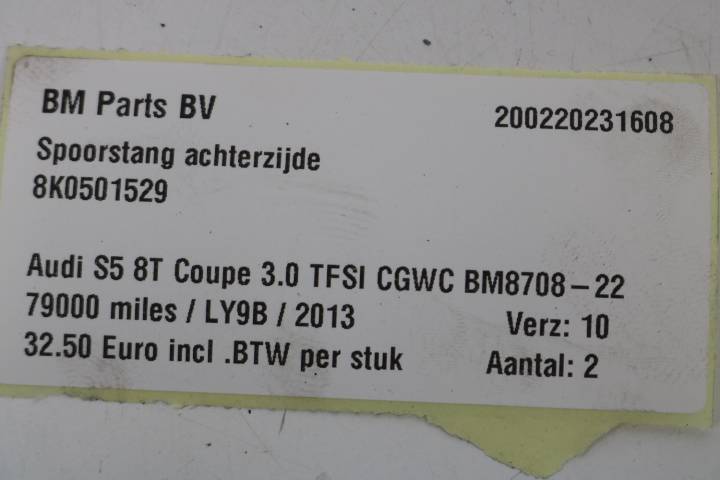 BM Parts BV 200220231608
Spoorstang achterzijde
8K0501529
Audi S5 8T Coupe 3.0 TFSI CGWC BM8708-22
79000 miles / LY9B / 2013 Verz: 10
32.50 Euro incl .BTW per stuk Aantal: 2